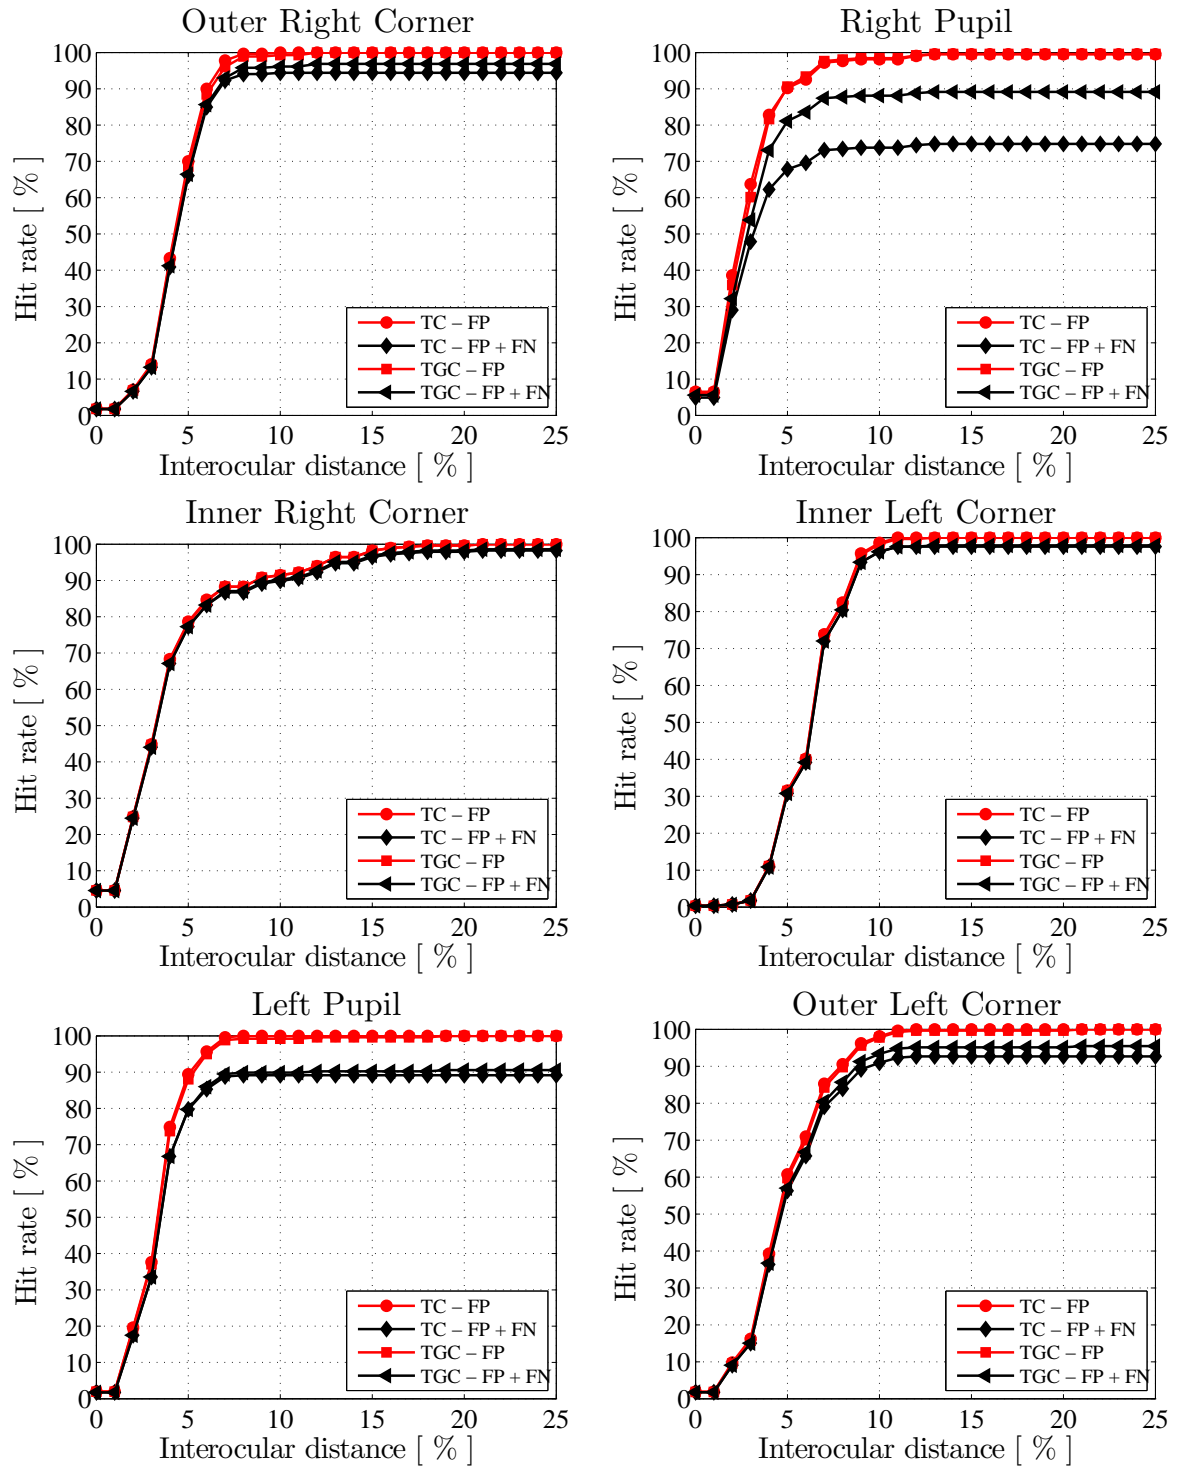 Outer Right Corner
100
90
80
70
60
50
40
30
20
10
0
Hit rate [ % ]
TC – FP
TC – FP + FN
TGC – FP
TGC – FP + FN
0 5 10 15 20 25
Interocular distance [ % ]
Right Pupil
100
90
80
70
60
50
40
30
20
10
0
Hit rate [ % ]
TC – FP
TC – FP + FN
TGC – FP
TGC – FP + FN
0 5 10 15 20 25
Interocular distance [ % ]
Inner Right Corner
100
90
80
70
60
50
40
30
20
10
0
Hit rate [ % ]
TC – FP
TC – FP + FN
TGC – FP
TGC – FP + FN
0 5 10 15 20 25
Interocular distance [ % ]
Inner Left Corner
100
90
80
70
60
50
40
30
20
10
0
Hit rate [ % ]
TC – FP
TC – FP + FN
TGC – FP
TGC – FP + FN
0 5 10 15 20 25
Interocular distance [ % ]
Left Pupil
100
90
80
70
60
50
40
30
20
10
0
Hit rate [ % ]
TC – FP
TC – FP + FN
TGC – FP
TGC – FP + FN
0 5 10 15 20 25
Interocular distance [ % ]
Outer Left Corner
100
90
80
70
60
50
40
30
20
10
0
Hit rate [ % ]
TC – FP
TC – FP + FN
TGC – FP
TGC – FP + FN
0 5 10 15 20 25
Interocular distance [ % ]